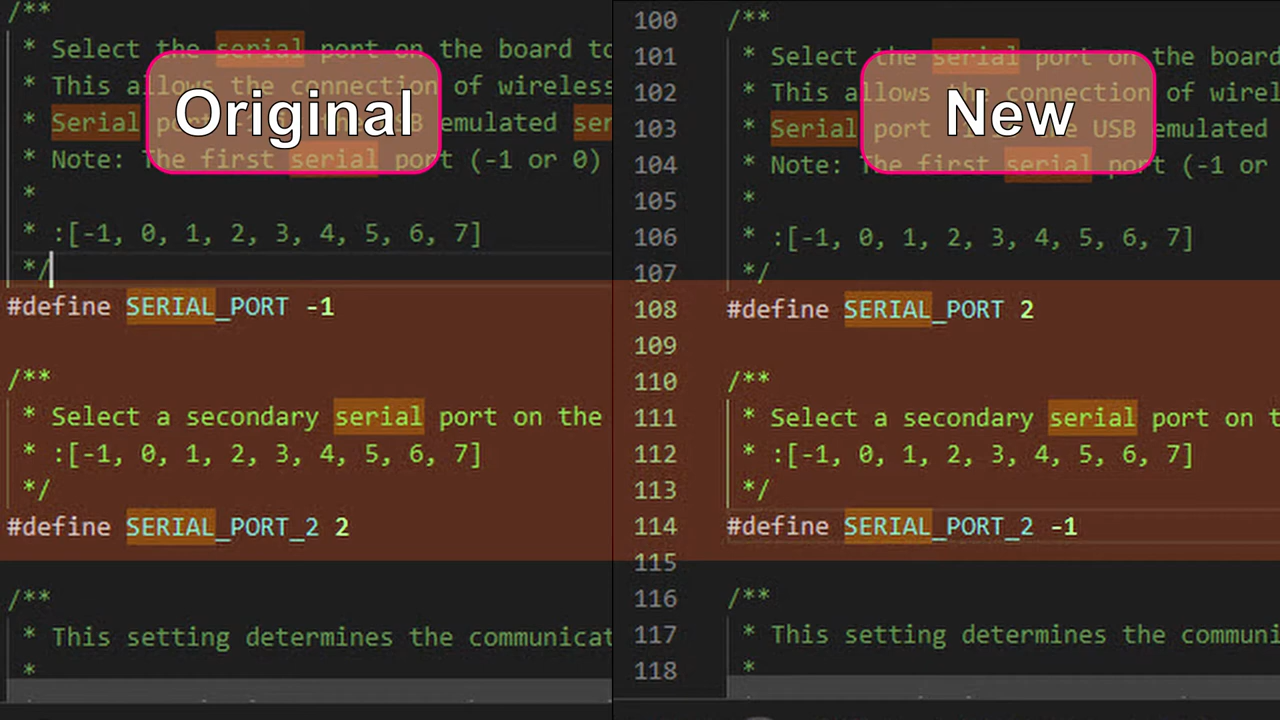 /**
* Select the serial port on the board to
* This allows the connection of wireless
* Serial port USB emulated ser
* Note: The first serial port (-1 or 0)
*
* :[-1, 0, 1, 2, 3, 4, 5, 6, 7]
*/
#define SERIAL_PORT -1
/**
* Select a secondary serial port on the
* :[-1, 0, 1, 2, 3, 4, 5, 6, 7]
*/
#define SERIAL_PORT_2 2
/**
* This setting determines the communicat
*
Original
100 /**
101 * Select the serial port on the board
102 * This allows the connection of wirel
103 * Serial port USB emulated
104 * Note: The first serial port (-1 or
105 *
106 * :[-1, 0, 1, 2, 3, 4, 5, 6, 7]
107 */
108 #define SERIAL_PORT 2
109
110 /**
111 * Select a secondary serial port on t
112 * :[-1, 0, 1, 2, 3, 4, 5, 6, 7]
113 */
114 #define SERIAL_PORT_2 -1
115
116 /**
117 * This setting determines the communi
118 *
New